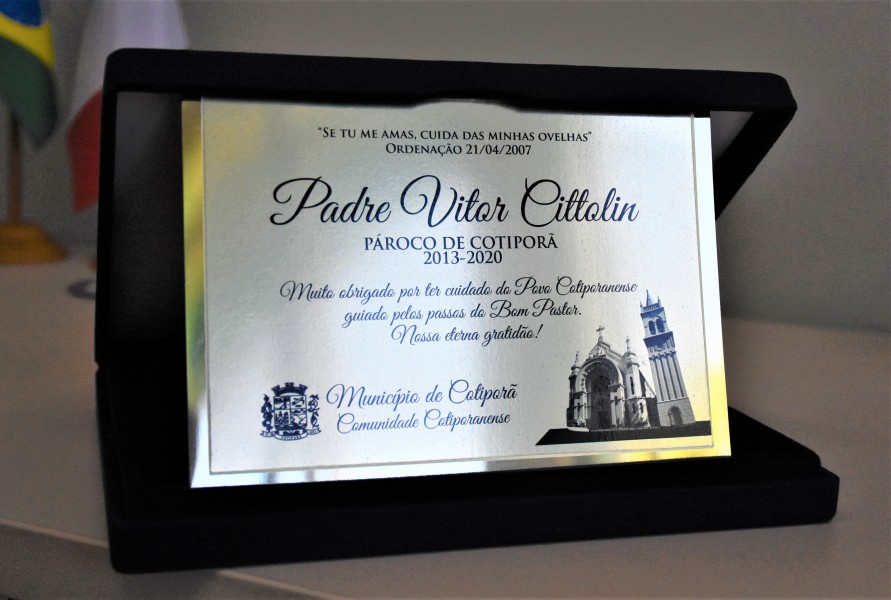 "Se tu me amas, cuida das minhas ovelhas"
Ordenação 21/04/2007
Padre Vitor Cittolin
PÁROCO DE COTIPORÃ
2013-2020
Muito obrigado por ter cuidado do Povo Cotiporanense
guiado pelos passos do Bom Pastor.
Nossa eterna gratidão!
Município de Cotiporã
Comunidade Cotiporanense